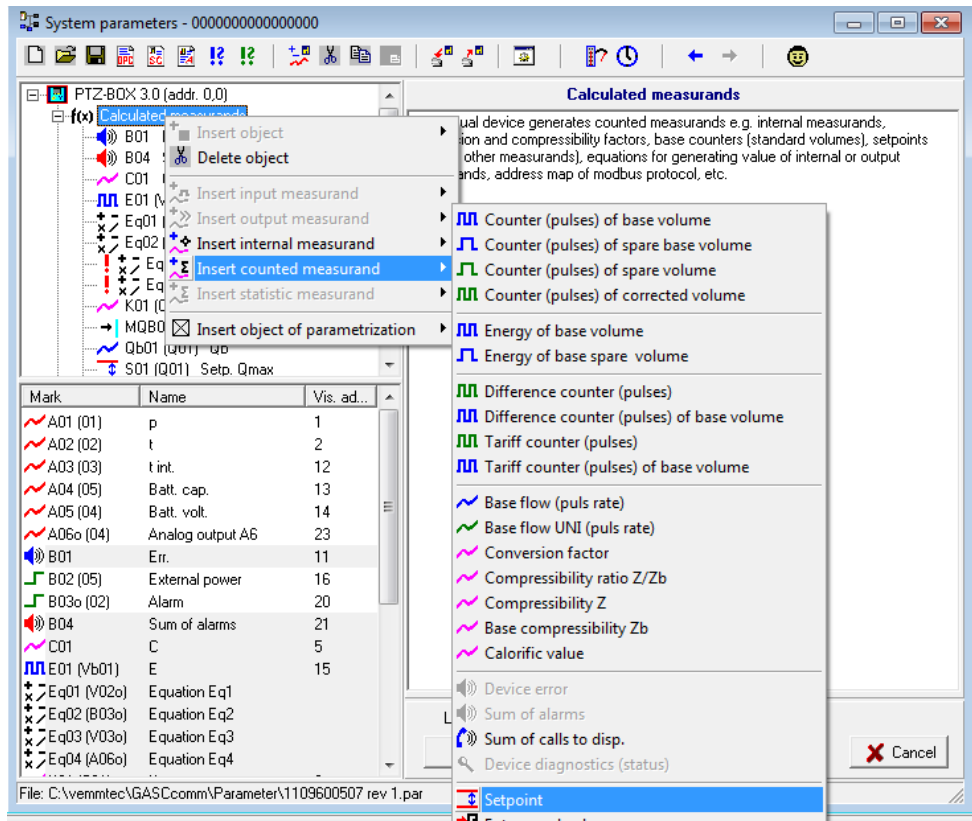 System parameters - 0000000000000000
PTZ-BOX 3.0 (addr. 0,0)
f(x) Calculated measurands
B01
B04
C01
E01
Eq01
Eq02
Eq
Eq
K01
MQB0
Qb01 (Q01) Qb
S01 (Q01) Setp. Qmax
Insert object
Delete object
Insert input measurand
Insert output measurand
Insert internal measurand
Insert counted measurand
Insert statistic measurand
Insert object of parametrization
Calculated measurands
ual device generates counted measurands e.g. internal measurands,
ion and compressibility factors, base counters (standard volumes), setpoints
other measurands), equations for generating value of internal or output
ands, address map of modbus protocol, etc.
Counter (pulses) of base volume
Counter (pulses) of spare base volume
Counter (pulses) of spare volume
Counter (pulses) of corrected volume
Energy of base volume
Energy of base spare volume
Difference counter (pulses)
Difference counter (pulses) of base volume
Tariff counter (pulses)
Tariff counter (pulses) of base volume
Base flow (puls rate)
Base flow UNI (puls rate)
Conversion factor
Compressibility ratio Z/Zb
Compressibility Z
Base compressibility Zb
Calorific value
Device error
Sum of alarms
Sum of calls to disp.
Device diagnostics (status)
Setpoint
Mark Name Vis. ad...
A01 (01) p 1
A02 (02) t 2
A03 (03) t int. 12
A04 (05) Batt. cap. 13
A05 (04) Batt. volt. 14
A06o (04) Analog output A6 23
B01 Err. 11
B02 (05) External power 16
B03o (02) Alarm 20
B04 Sum of alarms 21
C01 C 5
E01 (Vb01) E 15
Eq01 (V02o) Equation Eq1
Eq02 (B03o) Equation Eq2
Eq03 (V03o) Equation Eq3
Eq04 (A06o) Equation Eq4
L
Cancel
File: C:\vemmtec\GASCcomm\Parameter\1109600507 rev 1.par